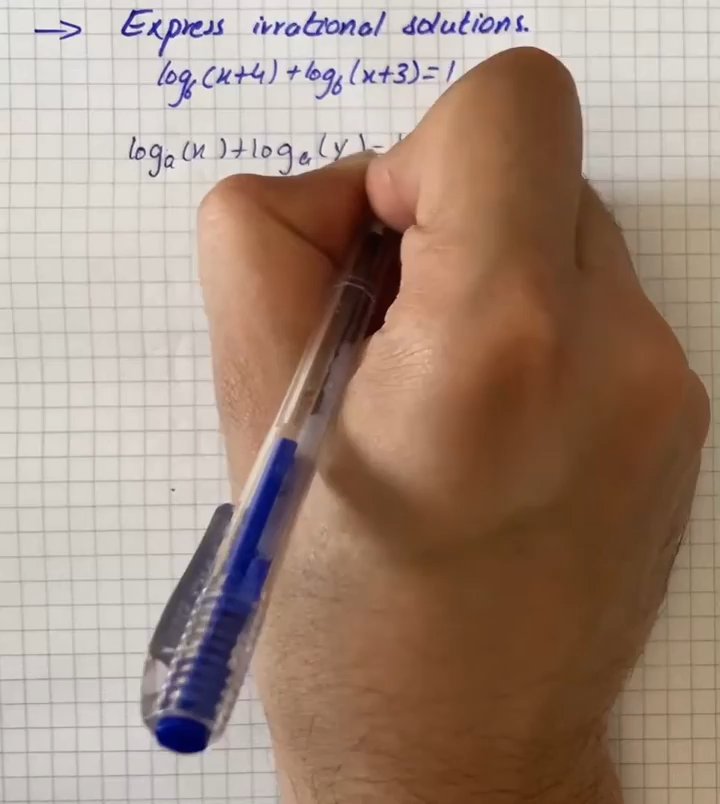 → Express irrational solutions.
log₆(x+4)+log₆(x+3)=1
logₐ(x)+logₐ(y)=